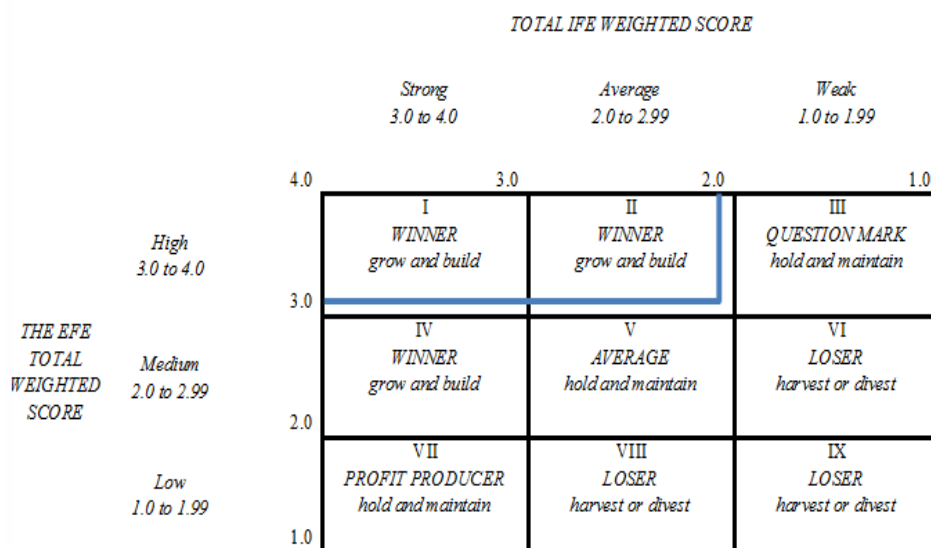 TOTAL IFE WEIGHTED SCORE
Strong
3.0 to 4.0
Average
2.0 to 2.99
Weak
1.0 to 1.99
4.0
3.0
2.0
1.0
High
3.0 to 4.0
I
WINNER
grow and build
II
WINNER
grow and build
III
QUESTION MARK
hold and maintain
3.0
THE EFE
TOTAL
WEIGHTED
SCORE
Medium
2.0 to 2.99
IV
WINNER
grow and build
V
AVERAGE
hold and maintain
VI
LOSER
harvest or divest
2.0
Low
1.0 to 1.99
VII
PROFIT PRODUCER
hold and maintain
VIII
LOSER
harvest or divest
IX
LOSER
harvest or divest
1.0